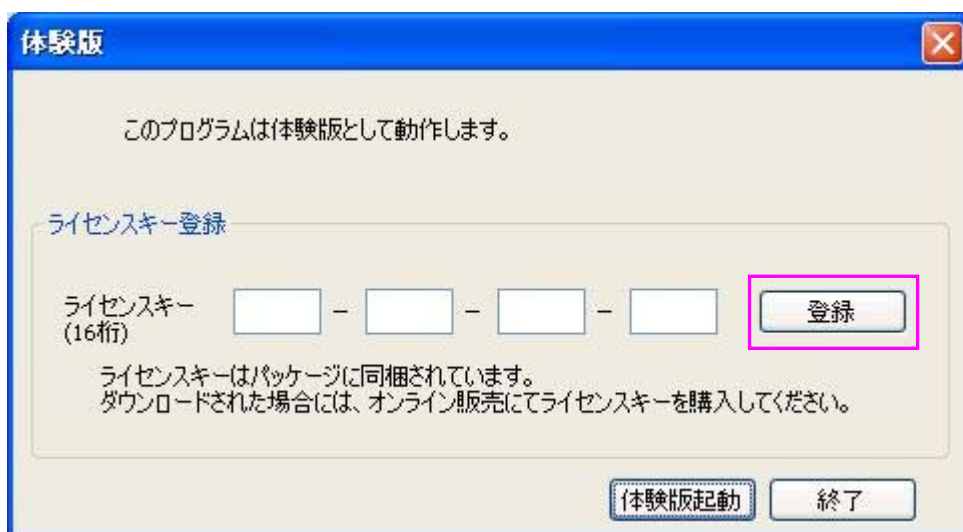 体験版
このプログラムは体験版として動作します。
ライセンスキー登録
ライセンスキー
(16桁)
－ － －
登録
ライセンスキーはパッケージに同梱されています。
ダウンロードされた場合には、オンライン販売にてライセンスキーを購入してください。
体験版起動 終了